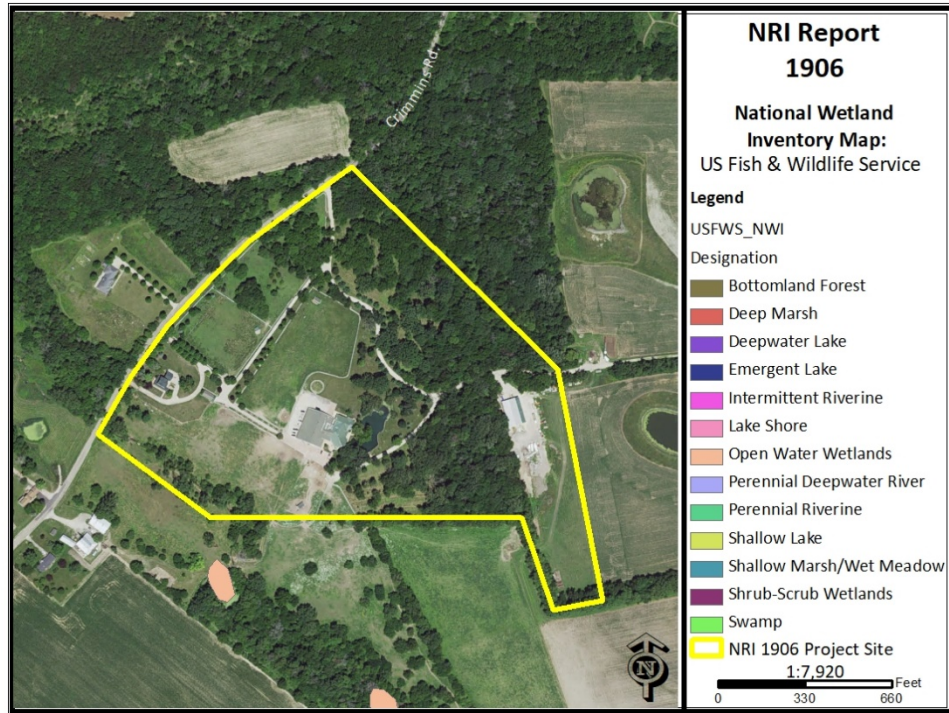 Crimmins Rd
NRI Report
1906
National Wetland
Inventory Map:
US Fish & Wildlife Service
Legend
USFWS_NWI
Designation
Bottomland Forest
Deep Marsh
Deepwater Lake
Emergent Lake
Intermittent Riverine
Lake Shore
Open Water Wetlands
Perennial Deepwater River
Perennial Riverine
Shallow Lake
Shallow Marsh/Wet Meadow
Shrub-Scrub Wetlands
Swamp
NRI 1906 Project Site
1:7,920
Feet
0 330 660
N